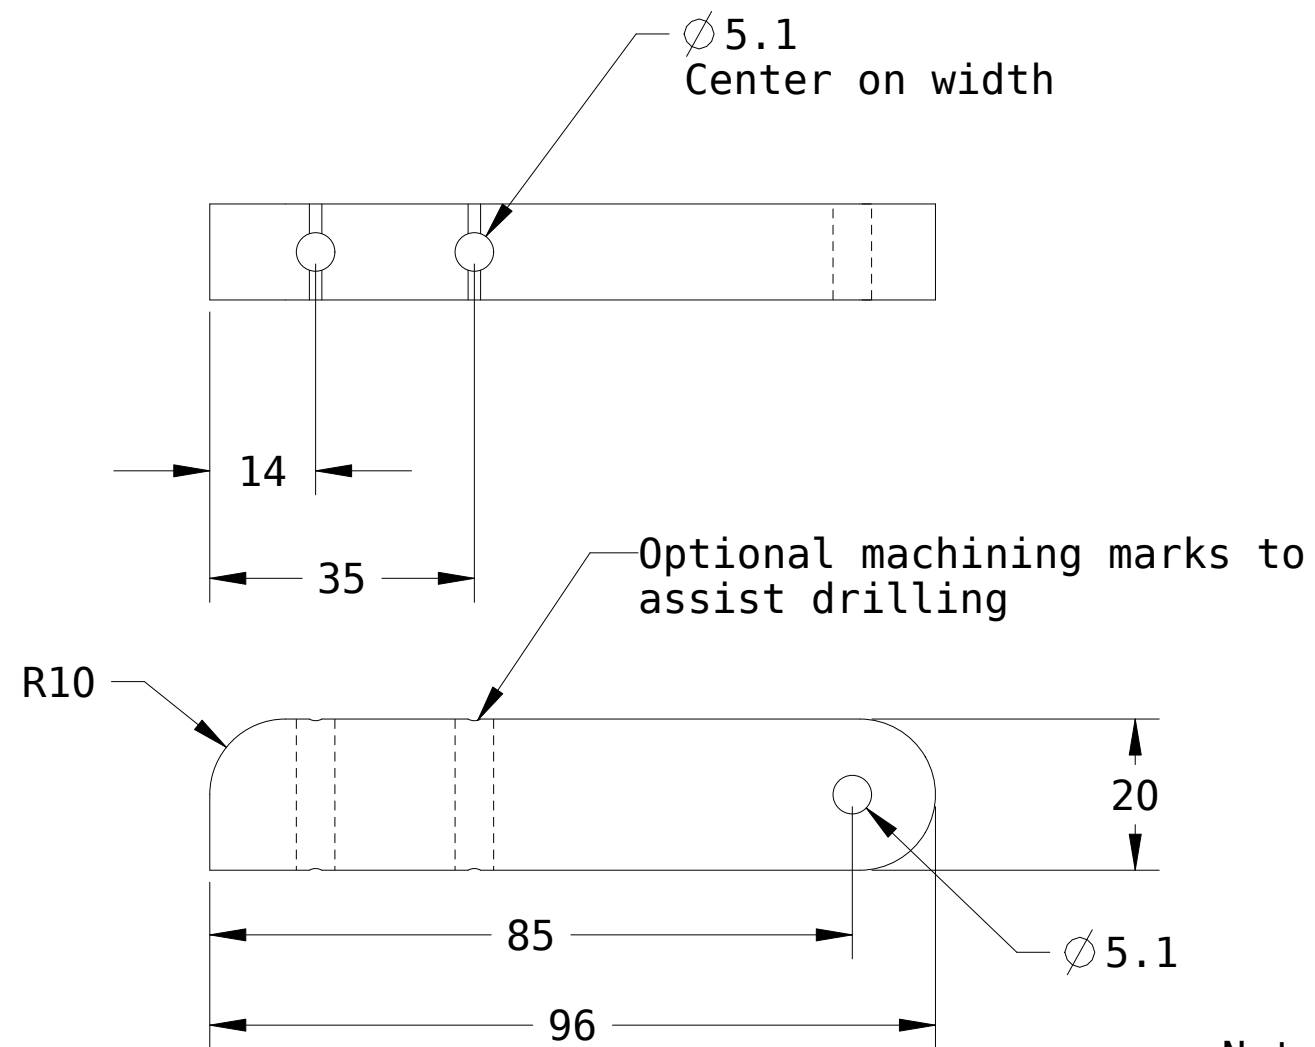 ⌀5.1
Center on width
14
35
Optional machining marks to
assist drilling
R10
20
85
⌀5.1
96